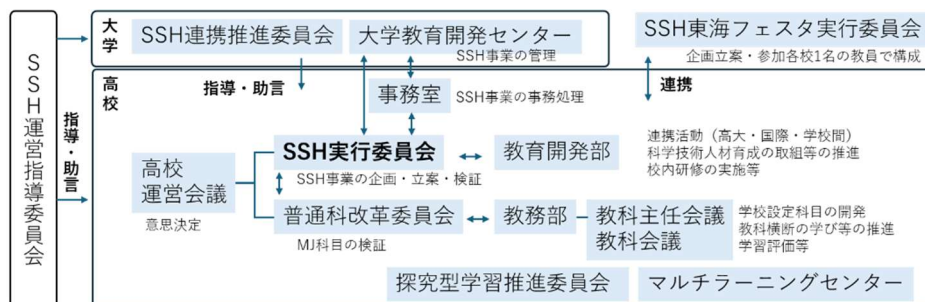 SSH運営指導委員会
指導・助言
大学
SSH連携推進委員会
大学教育開発センター
SSH事業の管理
SSH東海フェスタ実行委員会
企画立案・参加各校1名の教員で構成
高校
指導・助言
事務室
SSH事業の事務処理
連携
高校
運営会議
意思決定
SSH実行委員会
SSH事業の企画・立案・検証
教育開発部
連携活動（高大・国際・学校間）
科学技術人材育成の取組等の推進
校内研修の実施等
普通科改革委員会
MJ科目の検証
教務部
教科主任会議
教科会議
学校設定科目の開発
教科横断の学び等の推進
学習評価等
探究型学習推進委員会
マルチラーニングセンター